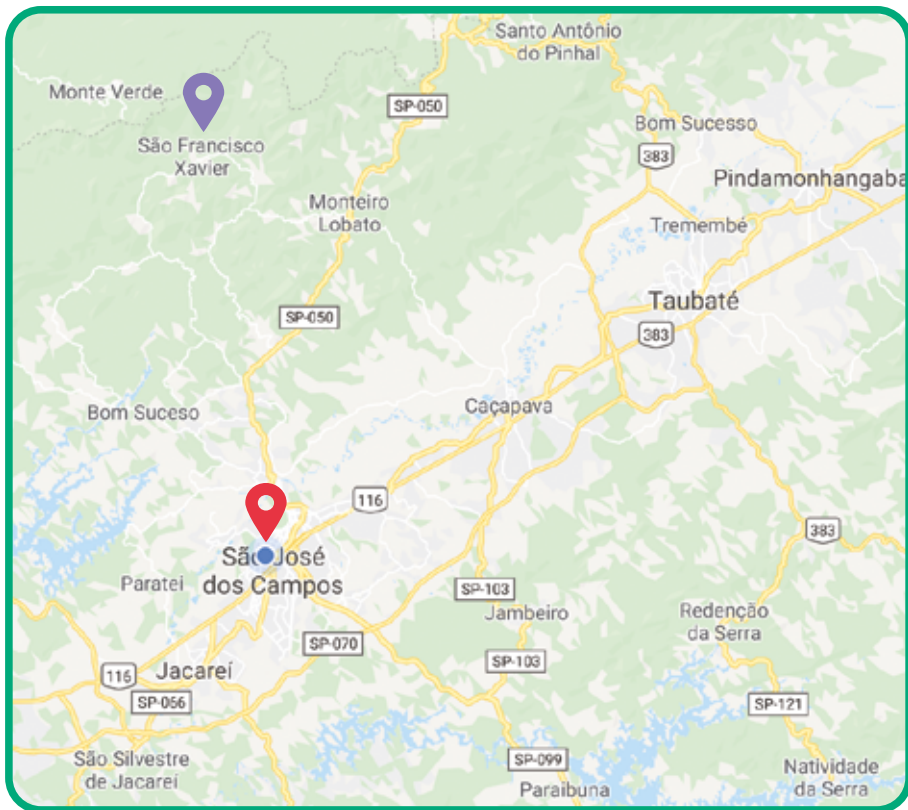 Santo Antônio
do Pinhal
Monte Verde
SP-050
Bom Sucesso
São Francisco
Xavier
383
Pindamonhangaba
Monteiro
Lobato
Tremembé
Taubaté
SP-050
383
Caçapava
Bom Suceso
116
383
São José
dos Campos
Paratei
SP-103
Jambeiro
Redenção
da Serra
SP-070
Jacareí
116
SP-103
SP-066
SP-121
São Silvestre
de Jacarei
SP-099
Paraibuna
Natividade
da Serra